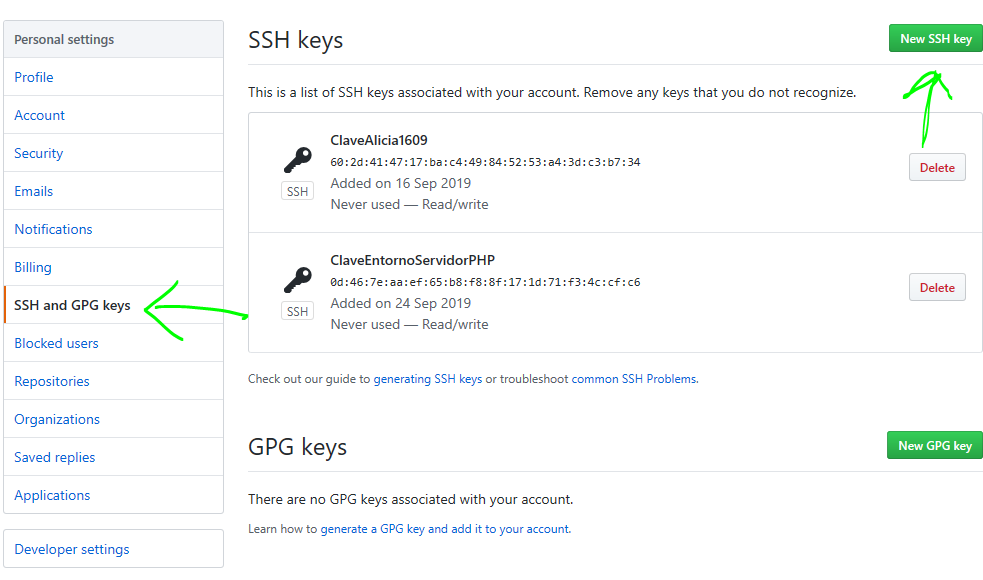 Personal settings
Profile
Account
Security
Emails
Notifications
Billing
SSH and GPG keys
Blocked users
Repositories
Organizations
Saved replies
Applications
Developer settings
SSH keys
New SSH key
This is a list of SSH keys associated with your account. Remove any keys that you do not recognize.
ClaveAlicia1609
60:2d:41:47:17:ba:c4:49:84:52:53:a4:3d:c3:b7:34
Added on 16 Sep 2019
Never used — Read/write
SSH
Delete
ClaveEntornoServidorPHP
0d:46:7e:aa:ef:65:b8:f8:8f:17:1d:71:f3:4c:cf:c6
Added on 24 Sep 2019
Never used — Read/write
SSH
Delete
Check out our guide to generating SSH keys or troubleshoot common SSH Problems.
GPG keys
New GPG key
There are no GPG keys associated with your account.
Learn how to generate a GPG key and add it to your account.